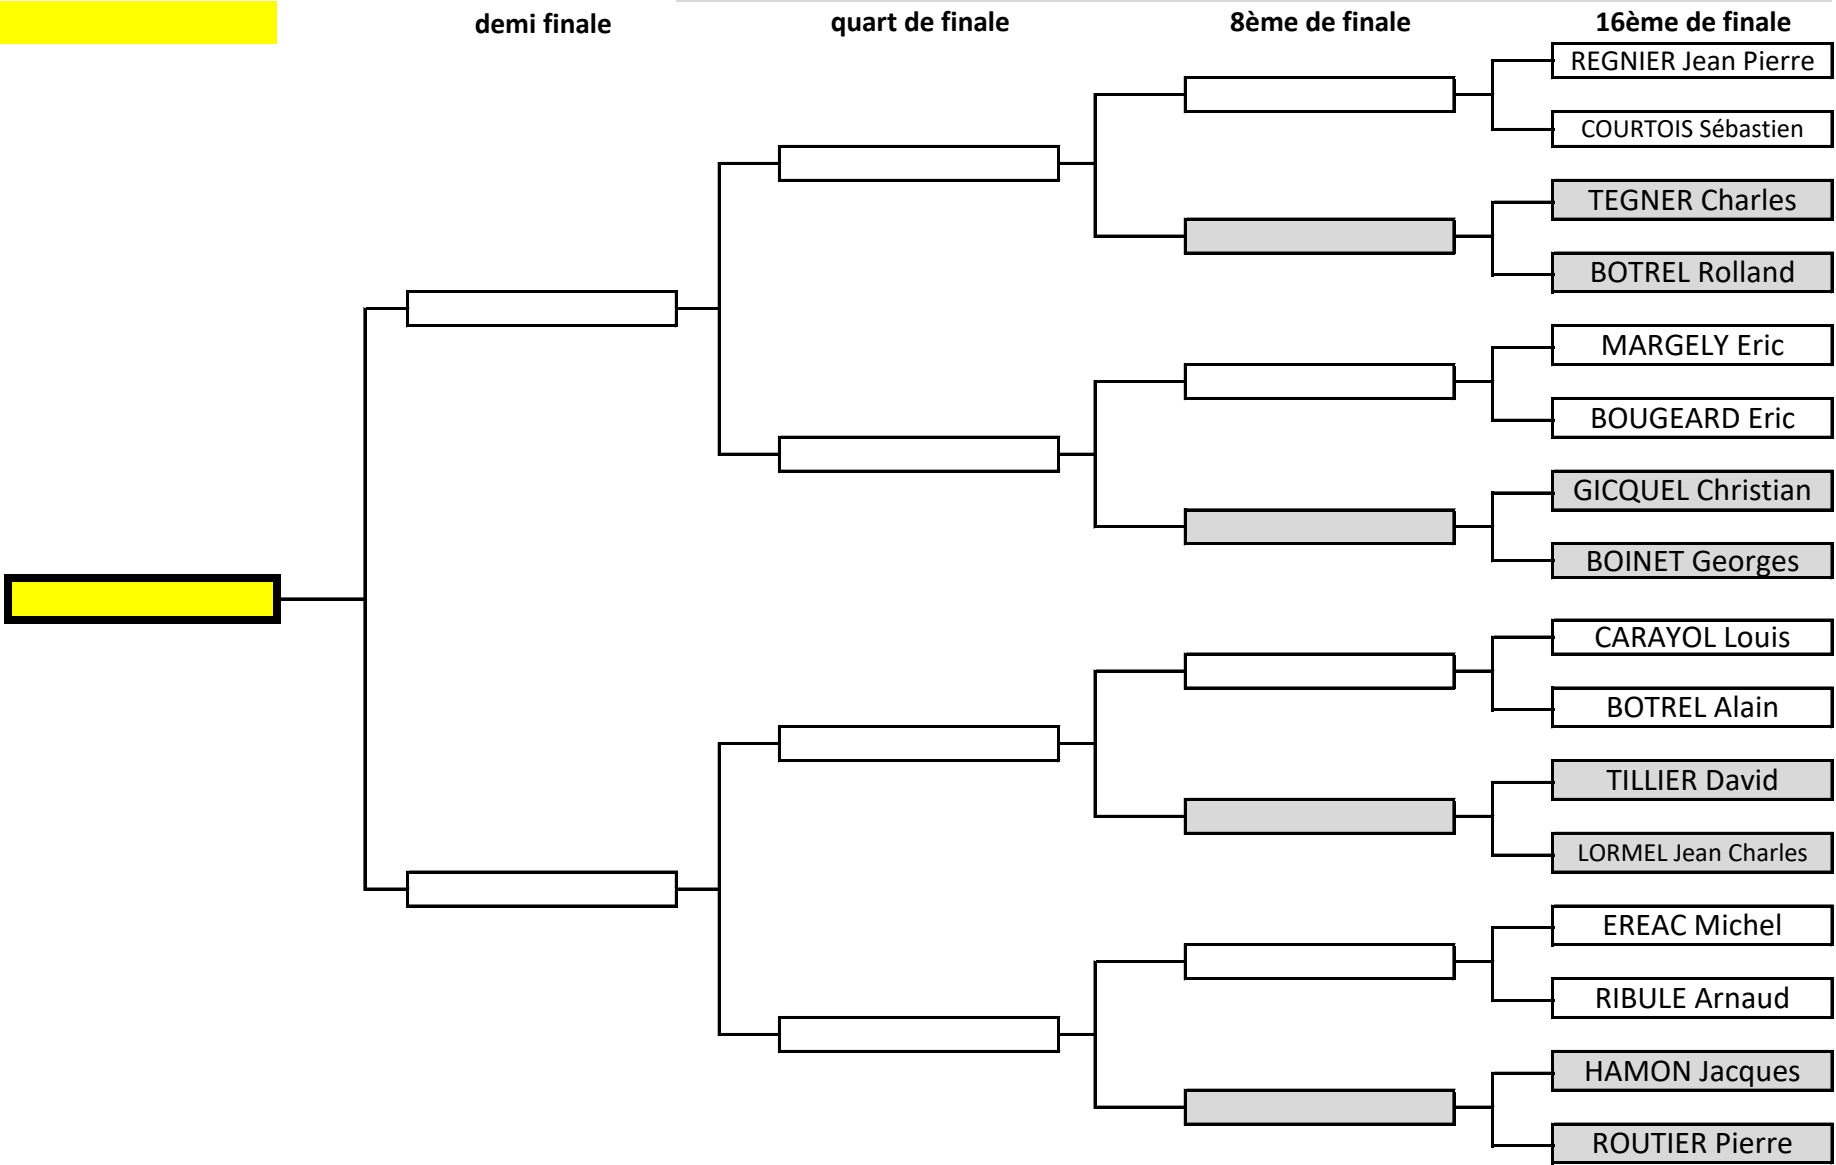 demi finale
quart de finale
8ème de finale
16ème de finale
REGNIER Jean Pierre
COURTOIS Sébastien
TEGNER Charles
BOTREL Rolland
MARGELY Eric
BOUGEARD Eric
GICQUEL Christian
BOINET Georges
CARAYOL Louis
BOTREL Alain
TILLIER David
LORMEL Jean Charles
EREAC Michel
RIBULE Arnaud
HAMON Jacques
ROUTIER Pierre